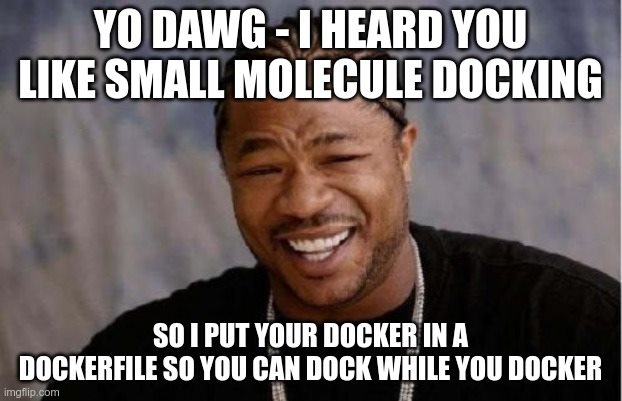 YO DAWG - I HEARD YOU
LIKE SMALL MOLECULE DOCKING
SO I PUT YOUR DOCKER IN A
DOCKERFILE SO YOU CAN DOCK WHILE YOU DOCKER
imgflip.com